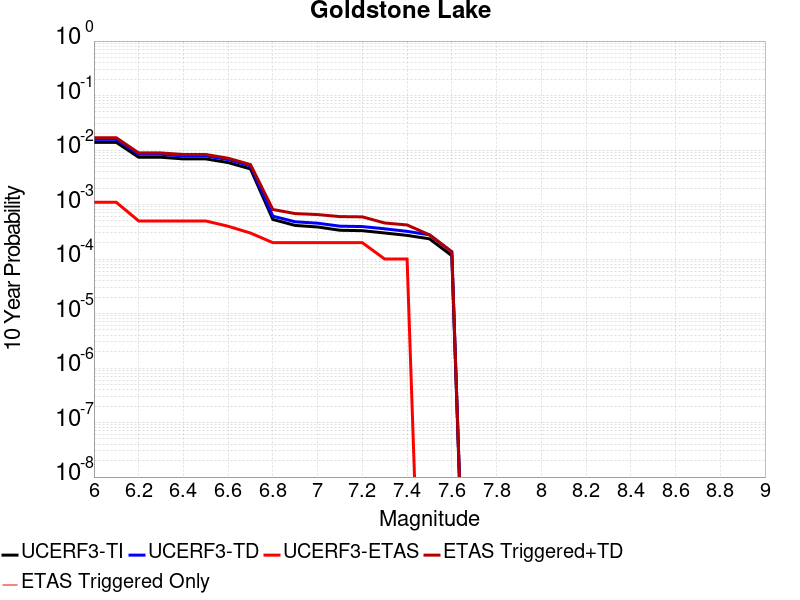 Goldstone Lake
10^0
10^-1
10^-2
10^-3
10^-4
10^-5
10^-6
10^-7
10^-8
10 Year Probability
6 6.2 6.4 6.6 6.8 7 7.2 7.4 7.6 7.8 8 8.2 8.4 8.6 8.8 9
Magnitude
UCERF3-TI UCERF3-TD UCERF3-ETAS ETAS Triggered+TD
ETAS Triggered Only